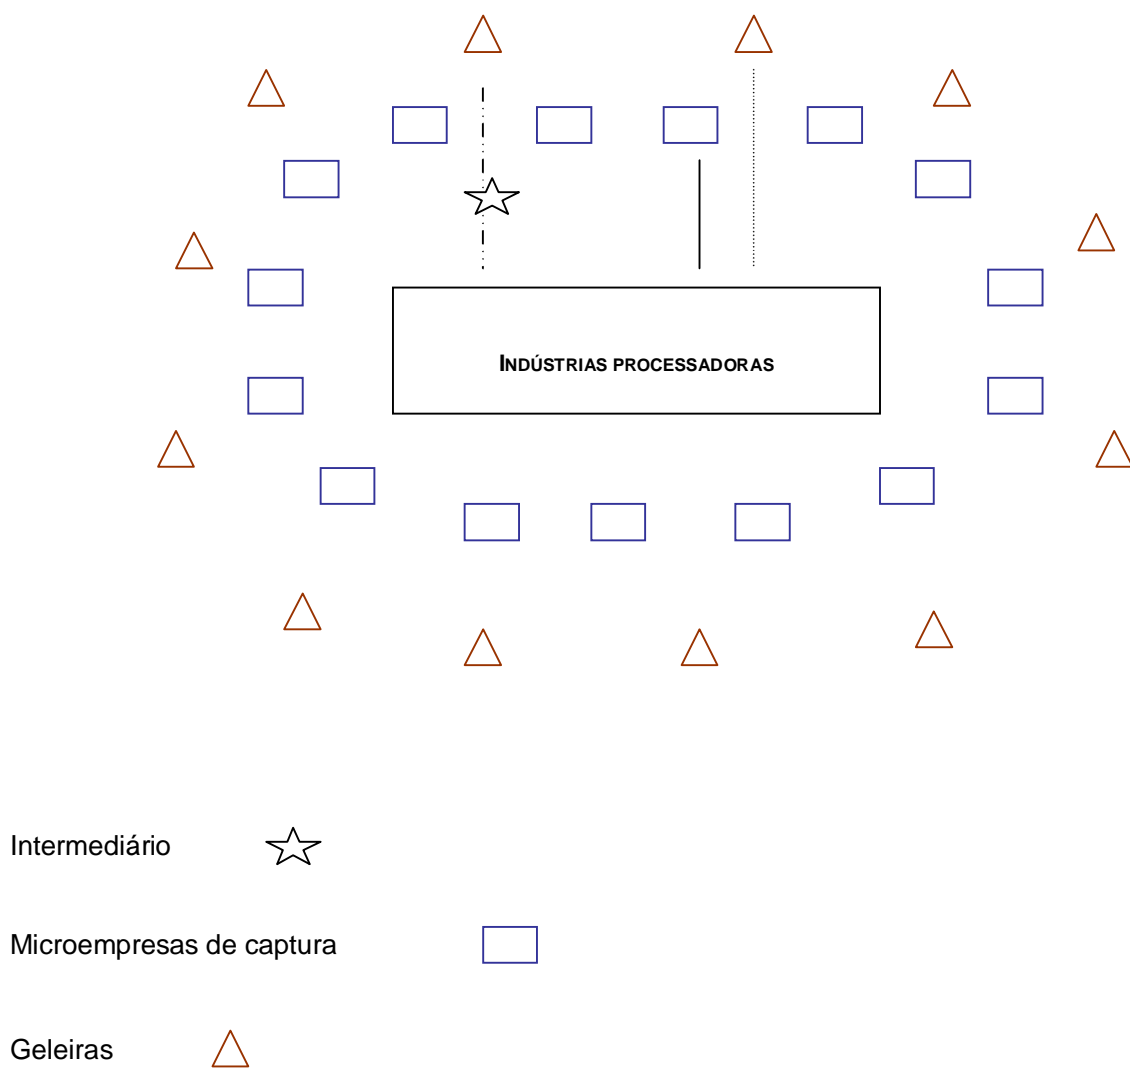 INDÚSTRIAS PROCESSADORAS
Intermediário
Microempresas de captura
Geleiras